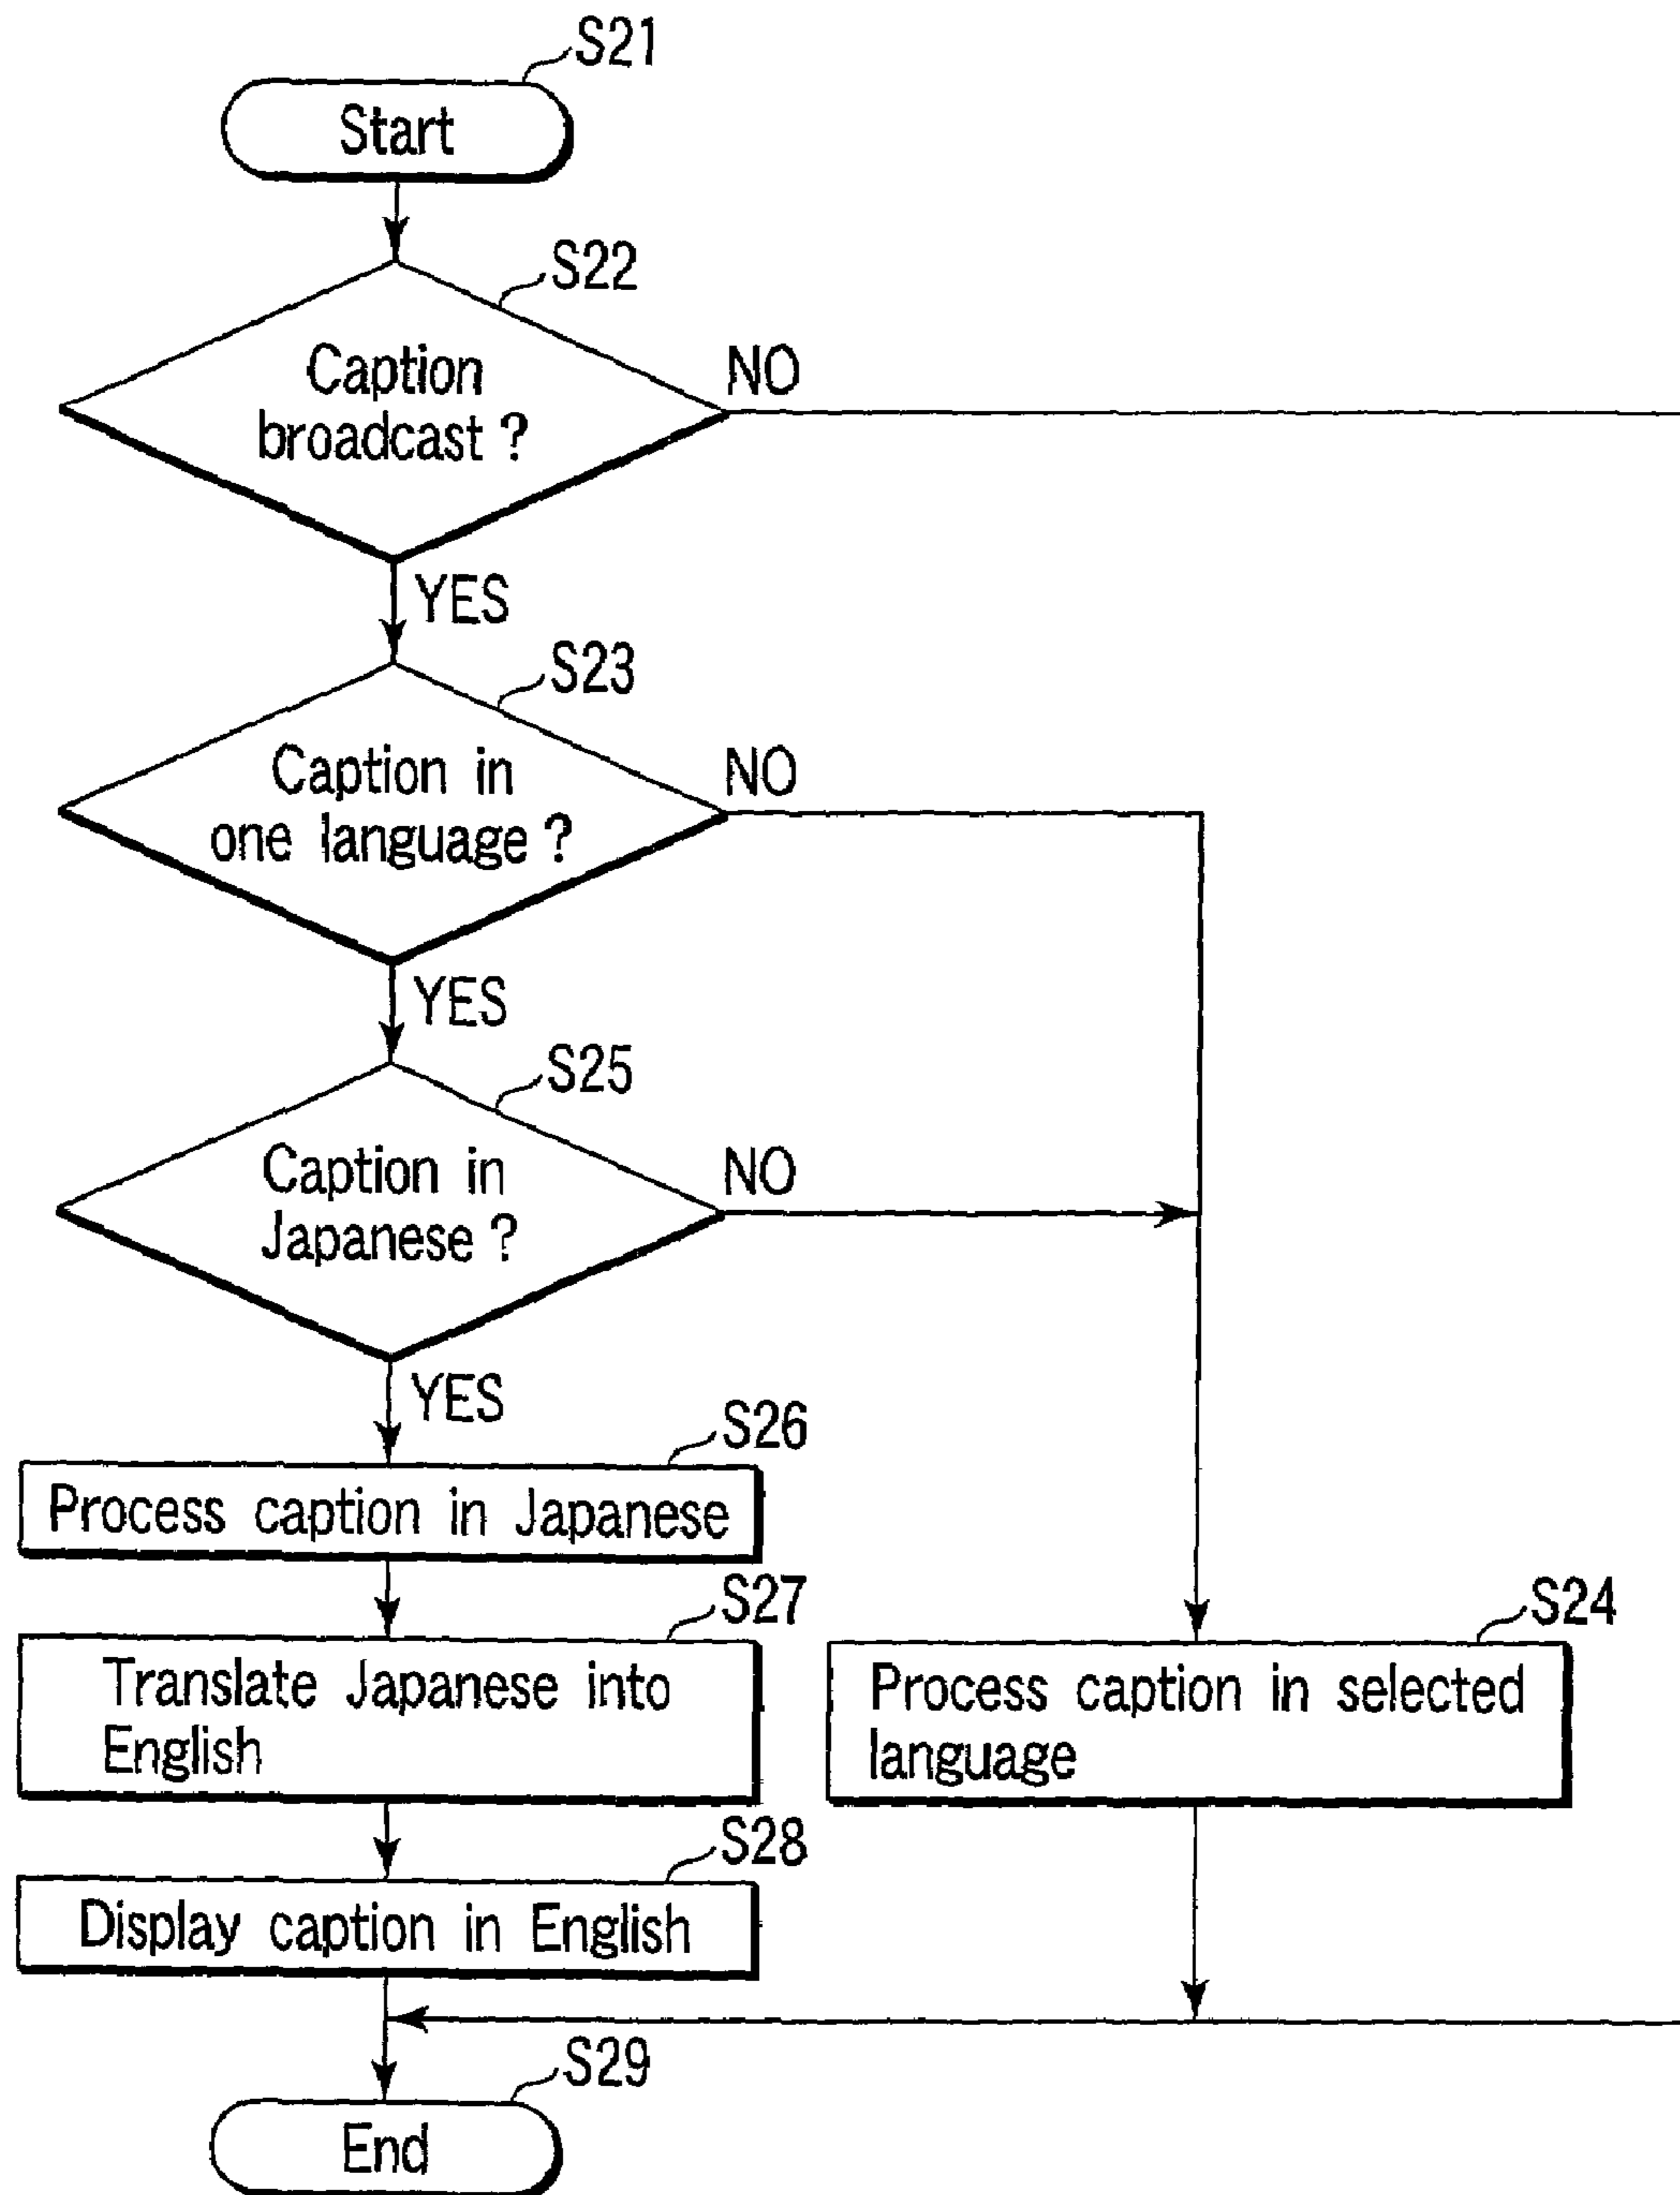 S21
Start
S22
Caption
broadcast ?
NO
YES
S23
Caption in
one language ?
NO
YES
S25
Caption in
Japanese ?
NO
YES
S26
Process caption in Japanese
S27
Translate Japanese into
English
S24
Process caption in selected
language
S28
Display caption in English
S29
End